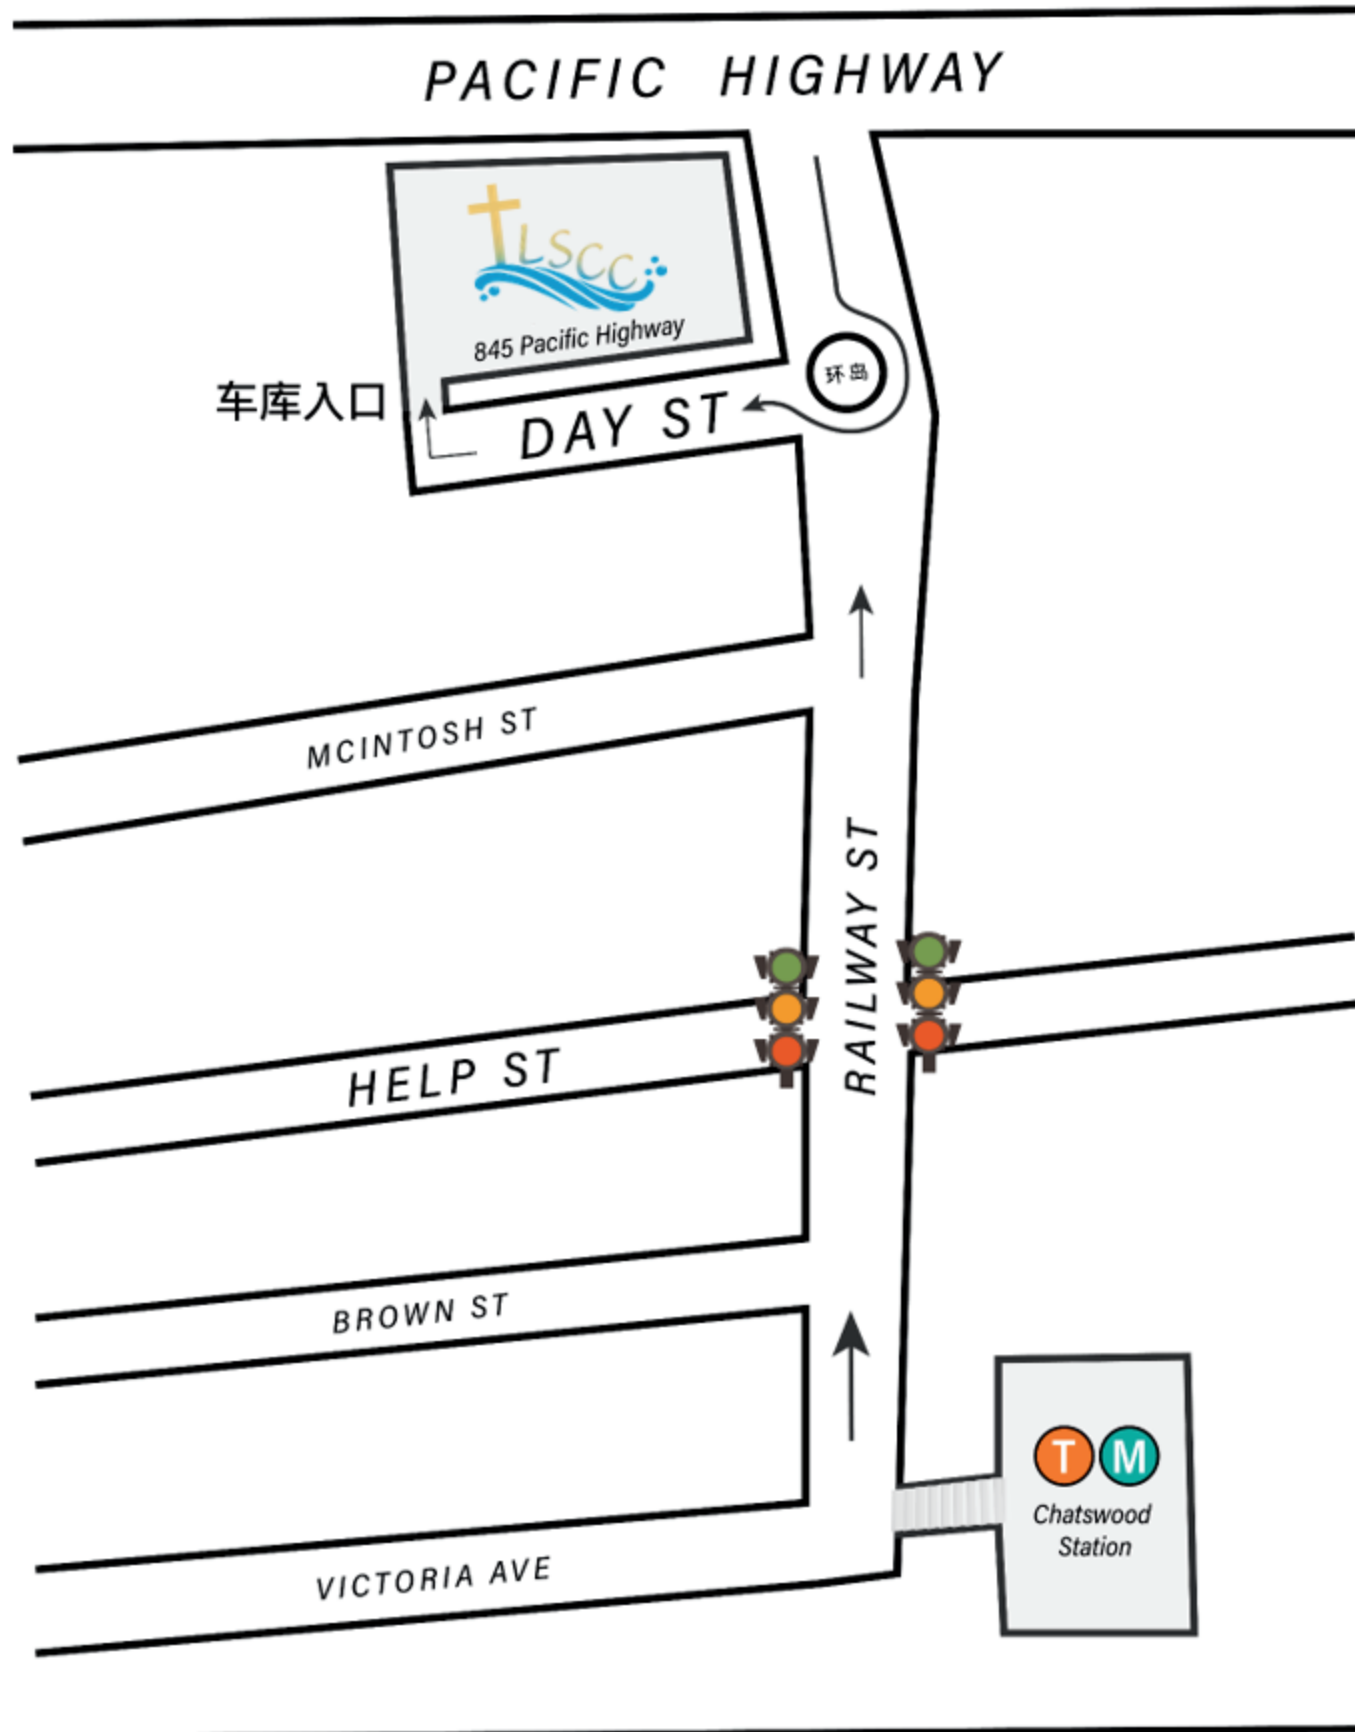 PACIFIC HIGHWAY
LSCC
845 Pacific Highway
环岛
车库入口
DAY ST
MCINTOSH ST
RAILWAY ST
HELP ST
BROWN ST
T M
Chatswood
Station
VICTORIA AVE